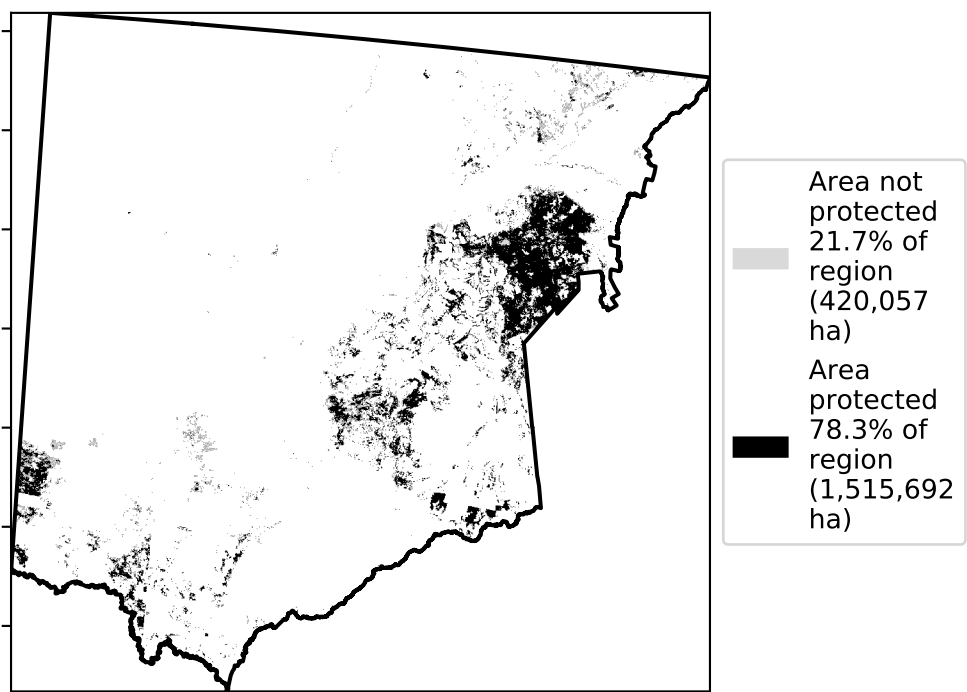 Area not
protected
21.7% of
region
(420,057
ha)
Area
protected
78.3% of
region
(1,515,692
ha)